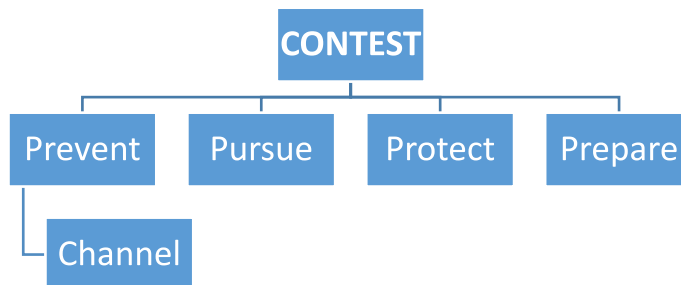 CONTEST
Prevent
Pursue
Protect
Prepare
Channel